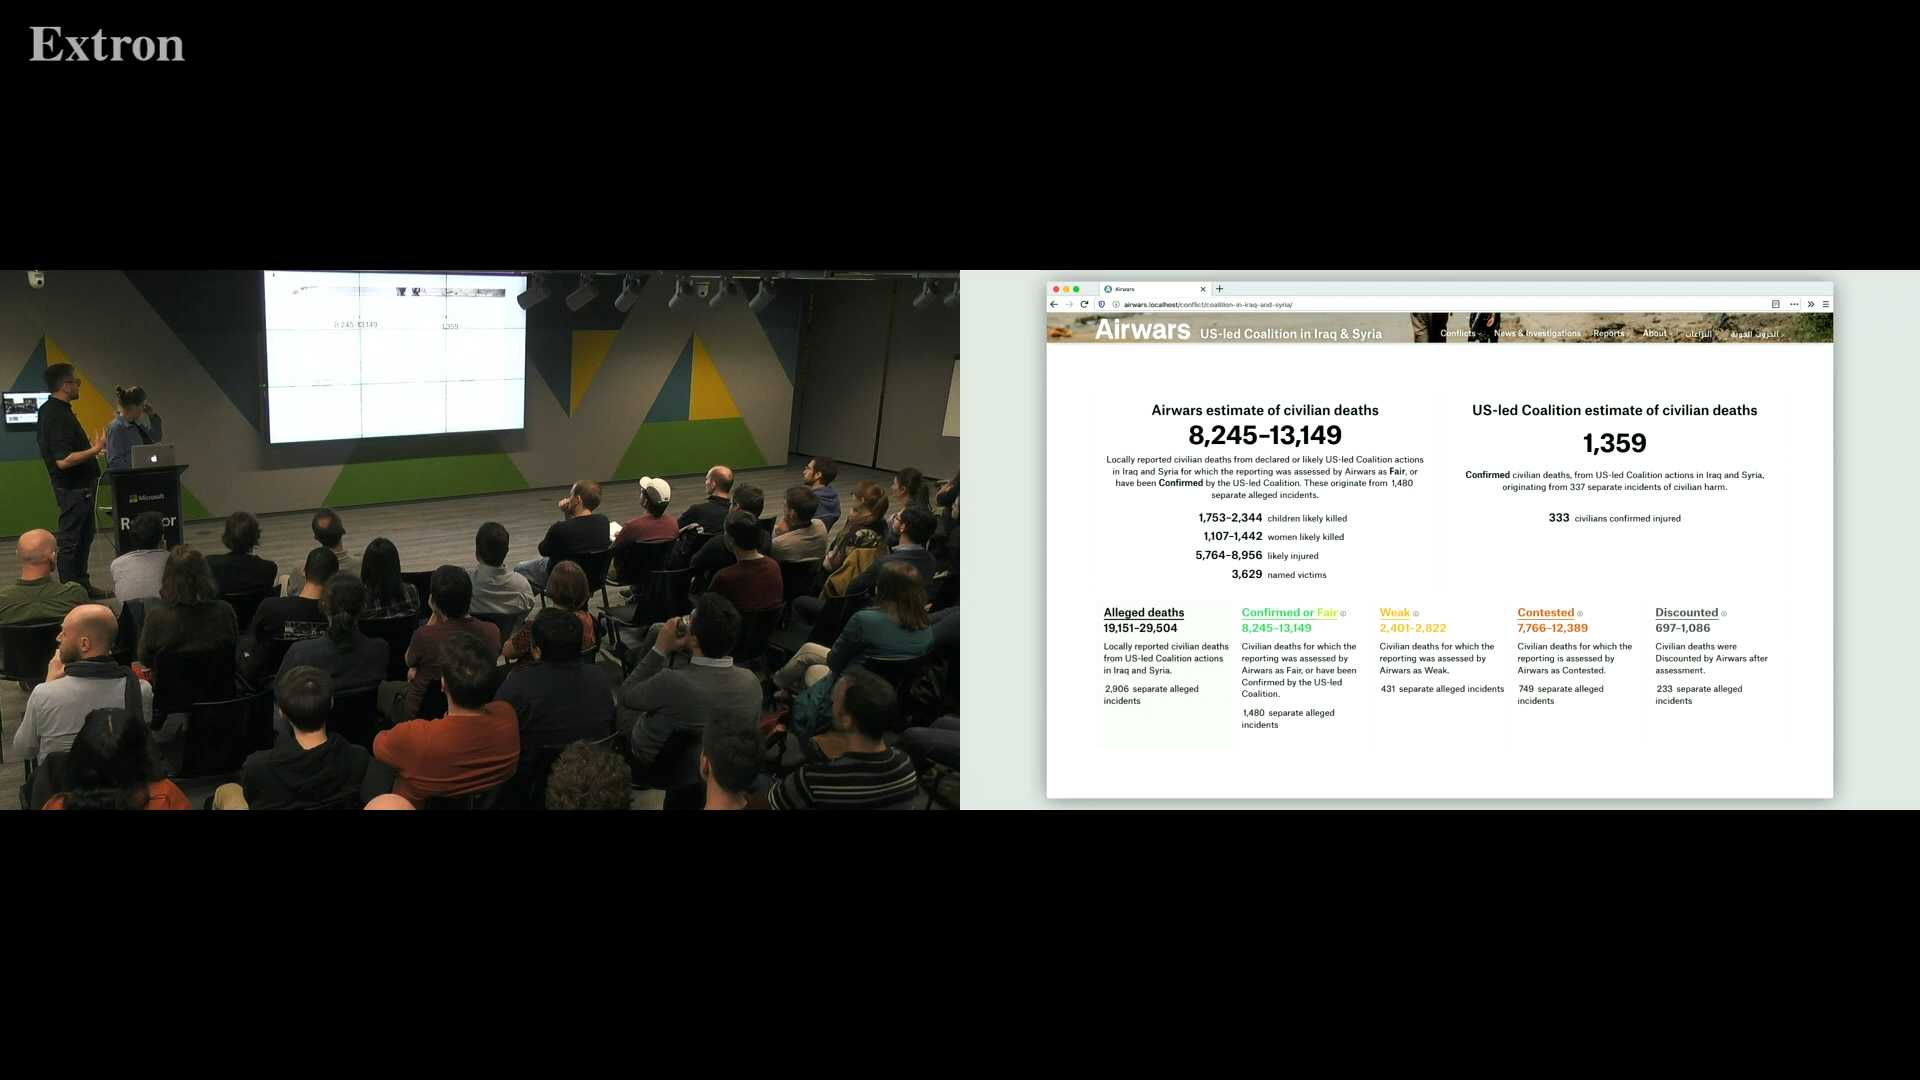 Extron
8 245-13 149
1,359
Microsoft
Airwars
airwars.localhost/conflict/coalition-in-iraq-and-syria/
Airwars US-led Coalition in Iraq & Syria
Conflicts News & Investigations Reports About النزاعات
Airwars estimate of civilian deaths
8,245–13,149
Locally reported civilian deaths from declared or likely US-led Coalition actions
in Iraq and Syria for which the reporting was assessed by Airwars as Fair, or
have been Confirmed by the US-led Coalition. These originate from 1,480
separate alleged incidents.
1,753–2,344 children likely killed
1,107–1,442 women likely killed
5,764–8,956 likely injured
3,629 named victims
US-led Coalition estimate of civilian deaths
1,359
Confirmed civilian deaths, from US-led Coalition actions in Iraq and Syria,
originating from 337 separate incidents of civilian harm.
333 civilians confirmed injured
Alleged deaths
19,151–29,504
Locally reported civilian deaths
from US-led Coalition actions
in Iraq and Syria.
2,906 separate alleged
incidents
Confirmed or Fair
8,245–13,149
Civilian deaths for which the
reporting was assessed by
Airwars as Fair, or have been
Confirmed by the US-led
Coalition.
1,480 separate alleged
incidents
Weak
2,401–2,822
Civilian deaths for which the
reporting was assessed by
Airwars as Weak.
431 separate alleged incidents
Contested
7,766–12,389
Civilian deaths for which the
reporting is assessed by
Airwars as Contested.
749 separate alleged
incidents
Discounted
697–1,086
Civilian deaths were
Discounted by Airwars after
assessment.
233 separate alleged
incidents